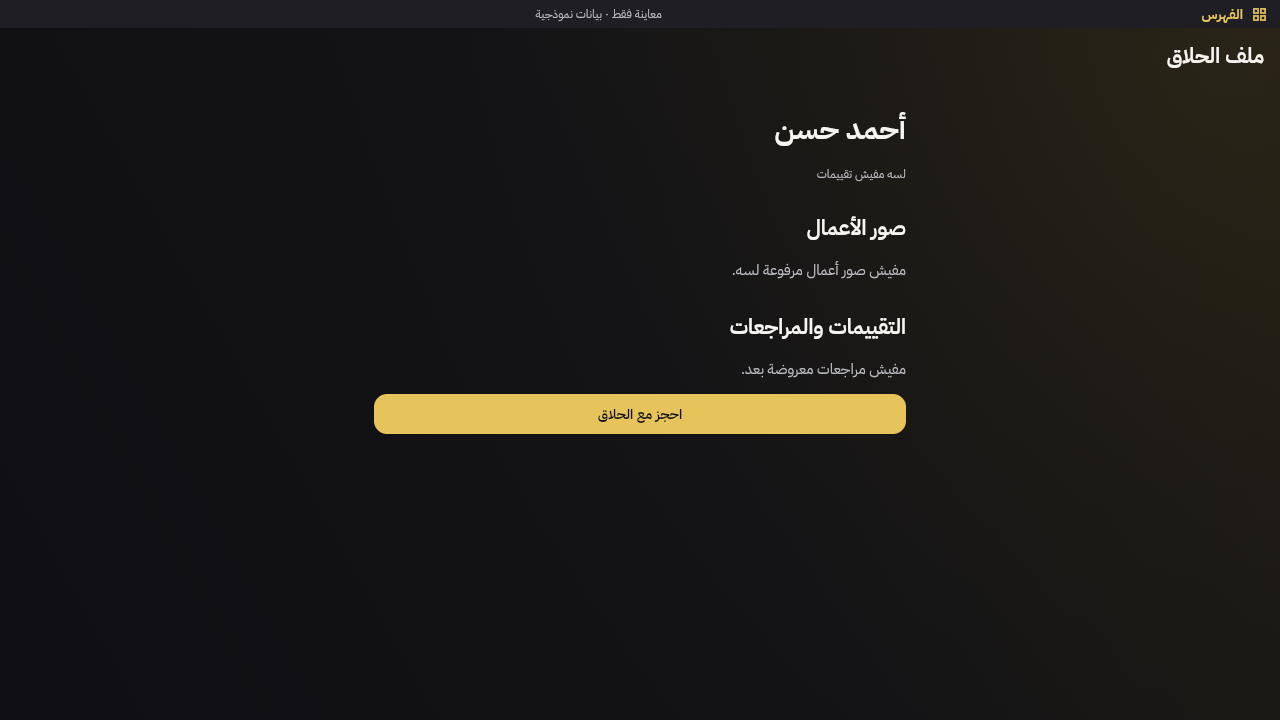 الفهرس
معاينة فقط · بيانات نموذجية
ملف الحلاق
أحمد حسن
لسه مفيش تقييمات
صور الأعمال
مفيش صور أعمال مرفوعة لسه.
التقييمات والمراجعات
مفيش مراجعات معروضة بعد.
احجز مع الحلاق